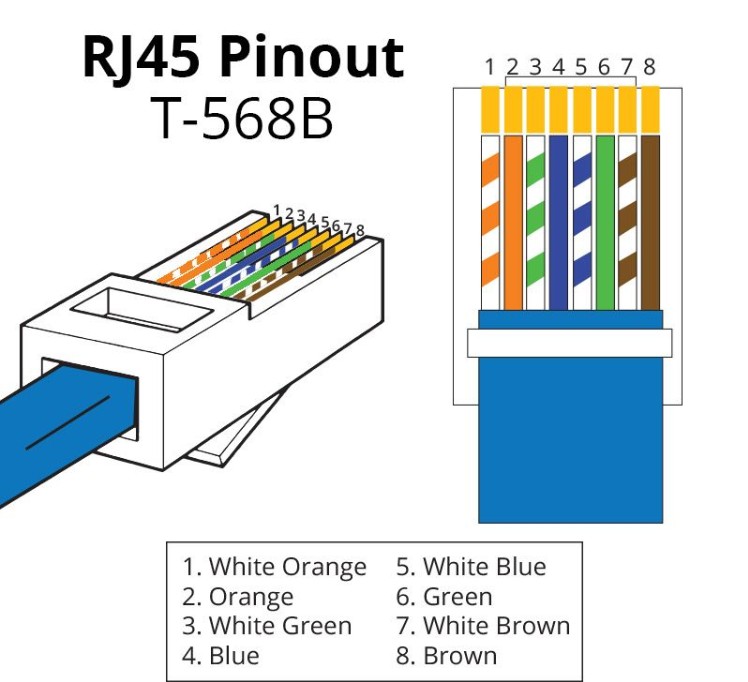 RJ45 Pinout
T-568B
1 2 3 4 5 6 7 8
1 2 3 4 5 6 7 8
1. White Orange
2. Orange
3. White Green
4. Blue
5. White Blue
6. Green
7. White Brown
8. Brown